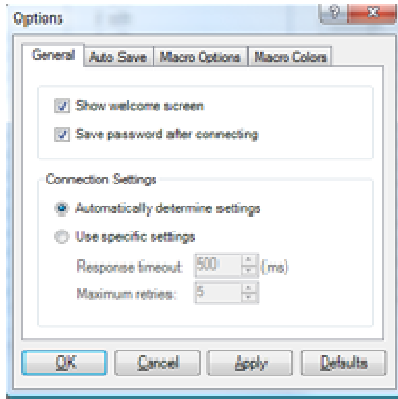 Options
General Auto Save Macro Options Macro Colors
Show welcome screen
Save password after connecting
Connection Settings
Automatically determine settings
Use specific settings
Response timeout: 500 (ms)
Maximum retries: 5
OK Cancel Apply Defaults